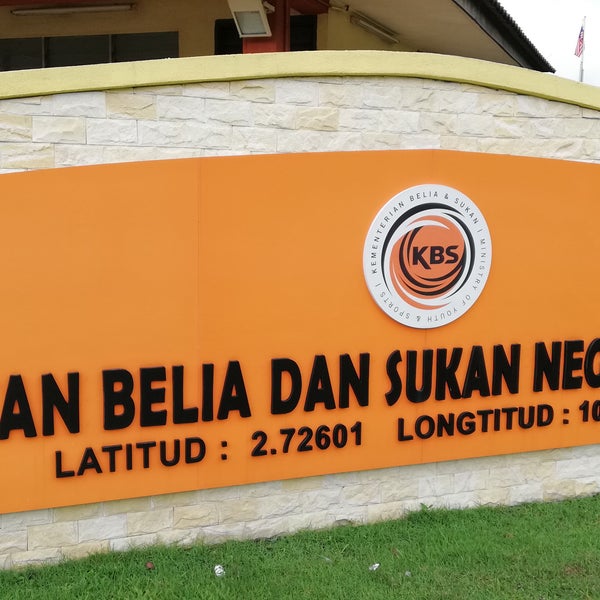 KEMENTERIAN BELIA & SUKAN | MINISTRY OF YOUTH & SPORTS |
KBS
AN BELIA DAN SUKAN NEG
LATITUD : 2.72601 LONGTITUD : 10